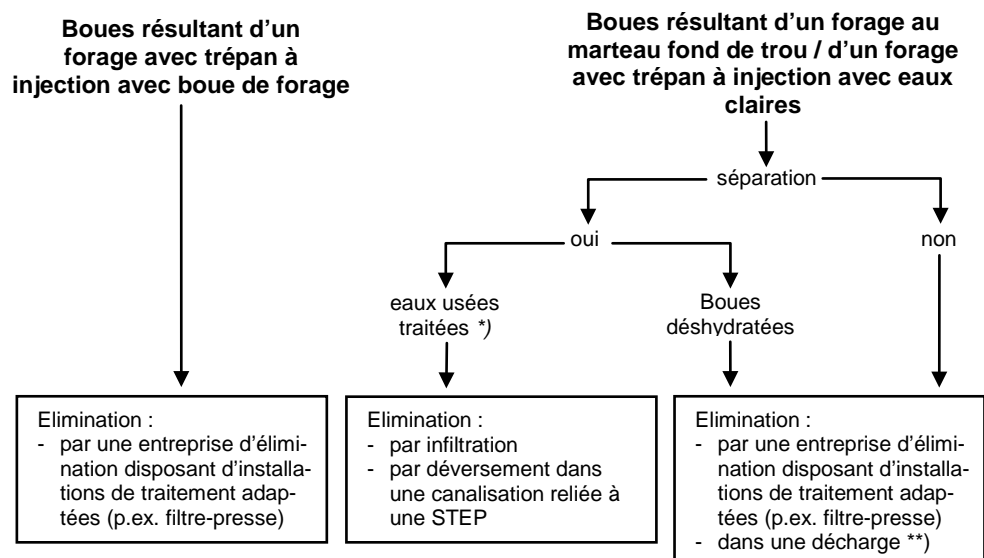 Boues résultant d’un
forage avec trépan à
injection avec boue de forage
Boues résultant d’un forage au
marteau fond de trou / d’un forage
avec trépan à injection avec eaux
claires
séparation
oui
non
eaux usées
traitées *)
Boues
déshydratées
Elimination :
- par une entreprise d’élimi-
nation disposant d’installa-
tions de traitement adap-
tées (p.ex. filtre-presse)
Elimination :
- par infiltration
- par déversement dans
une canalisation reliée à
une STEP
Elimination :
- par une entreprise d’élimi-
nation disposant d’installa-
tions de traitement adap-
tées (p.ex. filtre-presse)
- dans une décharge **)